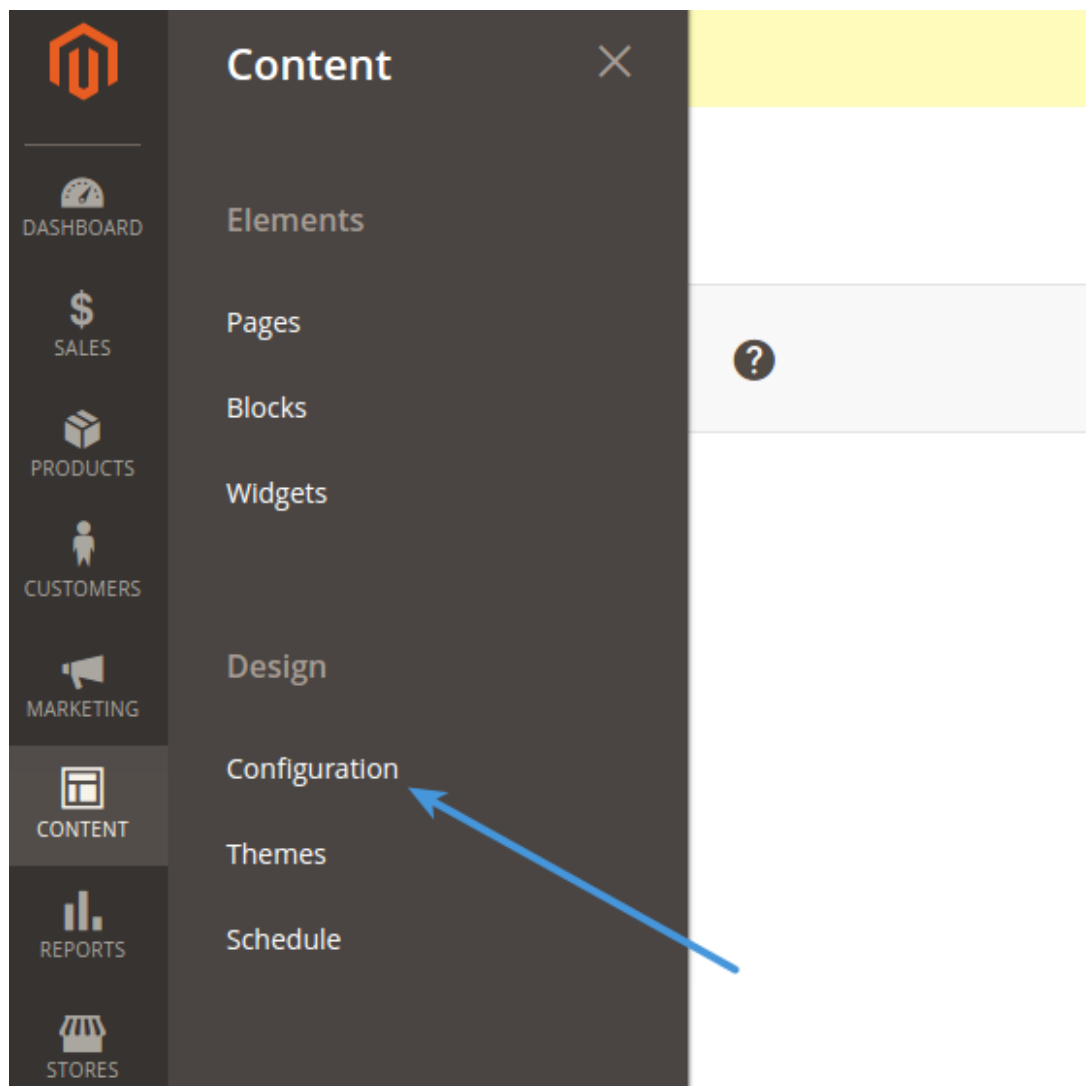 DASHBOARD
SALES
PRODUCTS
CUSTOMERS
MARKETING
CONTENT
REPORTS
STORES
Content
Elements
Pages
Blocks
Widgets
Design
Configuration
Themes
Schedule
?